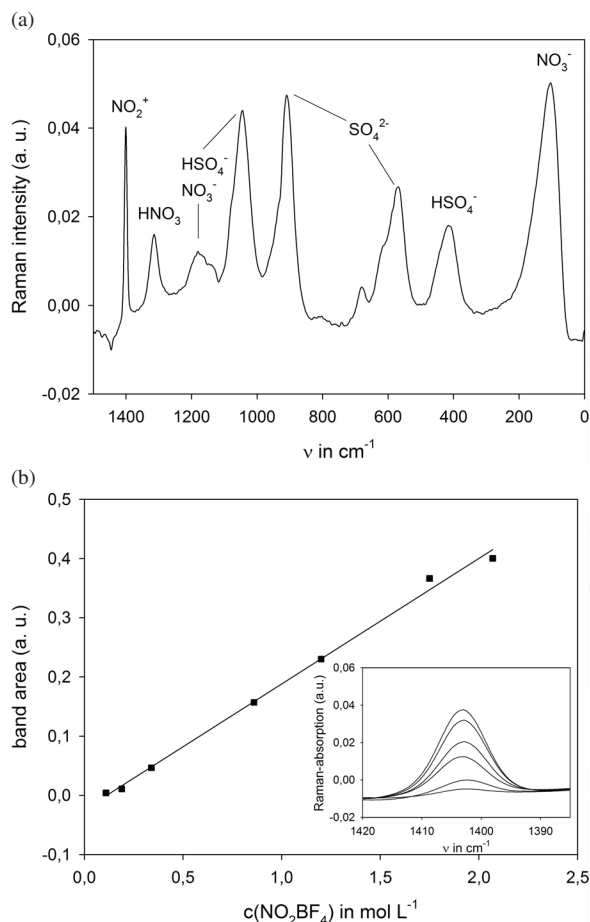 (a)
0,06
0,04
0,02
0,00
-0,02
Raman intensity (a. u.)
NO₂⁺
HNO₃
HSO₄⁻
NO₃⁻
SO₄²⁻
HSO₄⁻
NO₃⁻
1400 1200 1000 800 600 400 200 0
ν in cm⁻¹
(b)
0,5
0,4
0,3
0,2
0,1
0,0
-0,1
band area (a. u.)
0,06
0,04
0,02
0,00
-0,02
Raman-absorption (a.u.)
1420 1410 1400 1390
ν in cm⁻¹
0,0 0,5 1,0 1,5 2,0 2,5
c(NO₂BF₄) in mol L⁻¹